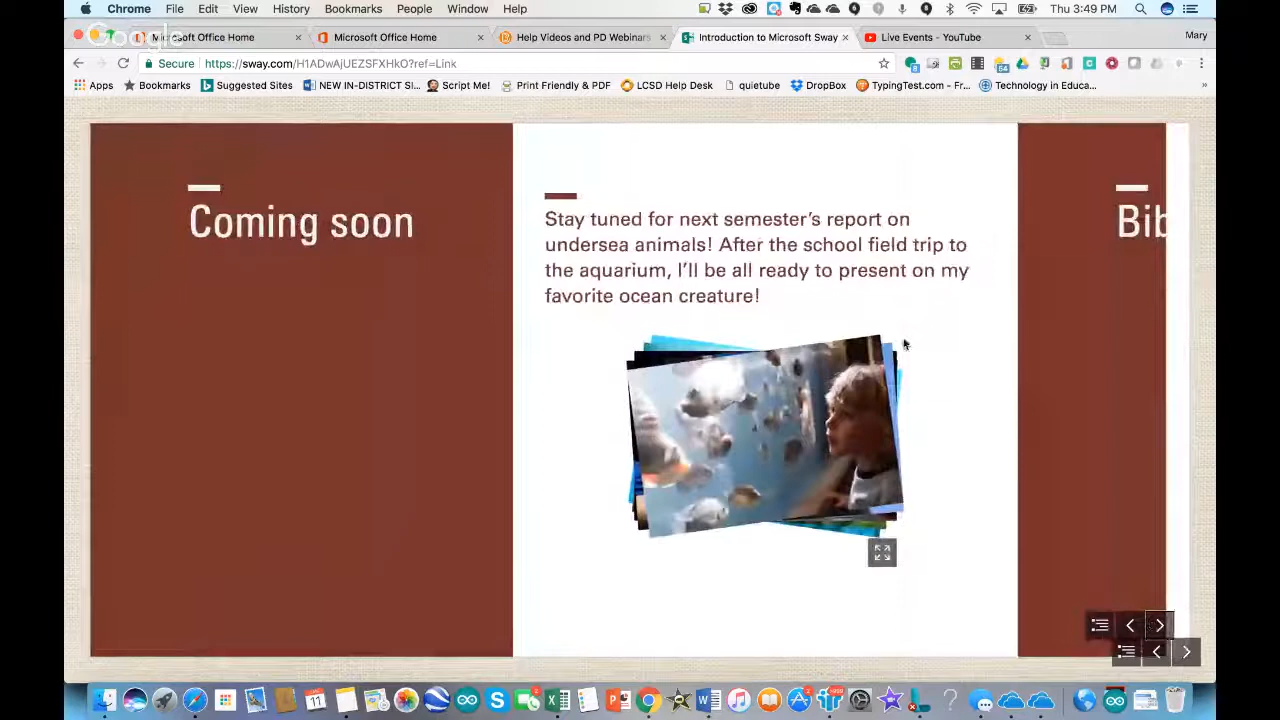 Chrome File Edit View History Bookmarks People Window Help Thu 3:49 PM
Microsoft Office Home Microsoft Office Home Help Videos and PD Webinars Introduction to Microsoft Sway Live Events - YouTube Mary
Secure https://sway.com/H1ADwAjUEZSFXHkO?ref=Link
Apps Bookmarks Suggested Sites NEW IN-DISTRICT SI... Script Me! Print Friendly & PDF LCSD Help Desk quietube DropBox TypingTest.com - Fr... Technology in Educa...
Coming soon
Stay tuned for next semester's report on
undersea animals! After the school field trip to
the aquarium, I'll be all ready to present on my
favorite ocean creature!
Bib